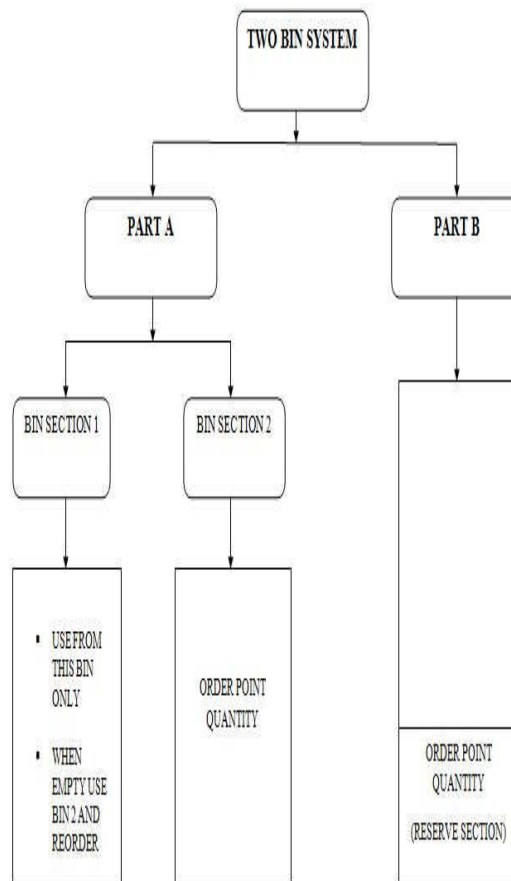 TWO BIN SYSTEM
PART A
PART B
BIN SECTION 1
BIN SECTION 2
▪ USE FROM
THIS BIN
ONLY
▪ WHEN
EMPTY USE
BIN 2 AND
REORDER
ORDER POINT
QUANTITY
ORDER POINT
QUANTITY
(RESERVE SECTION)